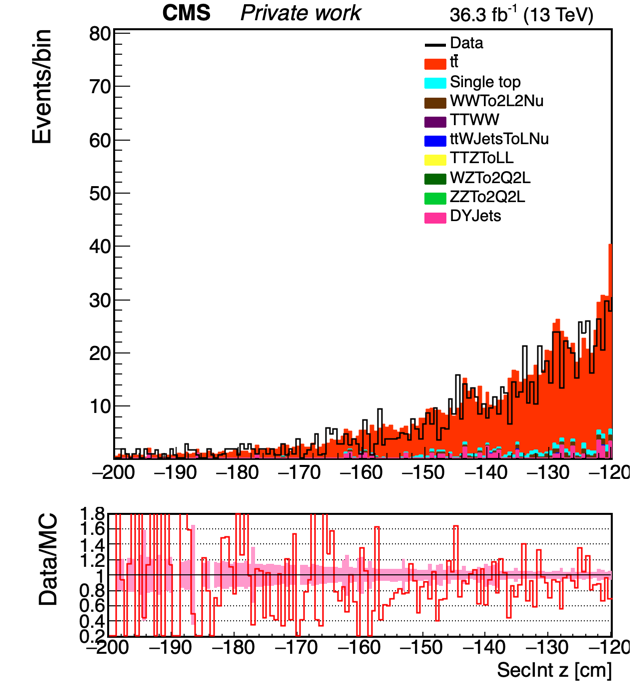 CMS Private work 36.3 fb⁻¹ (13 TeV)
Events/bin
80
70
60
50
40
30
20
10
Data
tt̄
Single top
WWTo2L2Nu
TTWW
ttWJetsToLNu
TTZToLL
WZTo2Q2L
ZZTo2Q2L
DYJets
−200 −190 −180 −170 −160 −150 −140 −130 −120
Data/MC
1.8
1.6
1.4
1.2
1
0.8
0.6
0.4
0.2
−200 −190 −180 −170 −160 −150 −140 −130 −120
SecInt z [cm]